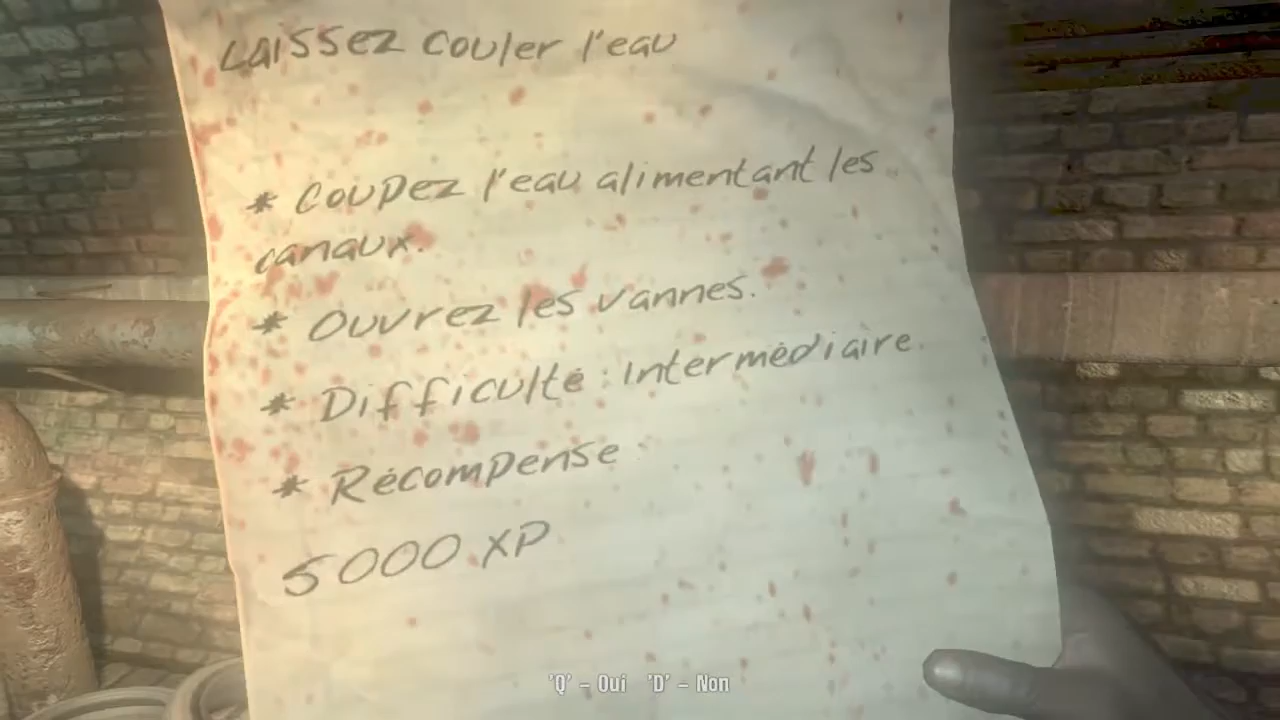 Laissez couler l'eau
* Coupez l'eau alimentant les
canaux.
* Ouvrez les vannes.
* Difficulté : Intermédiaire.
* Récompense :
5000 XP
'Q' – Oui 'D' – Non